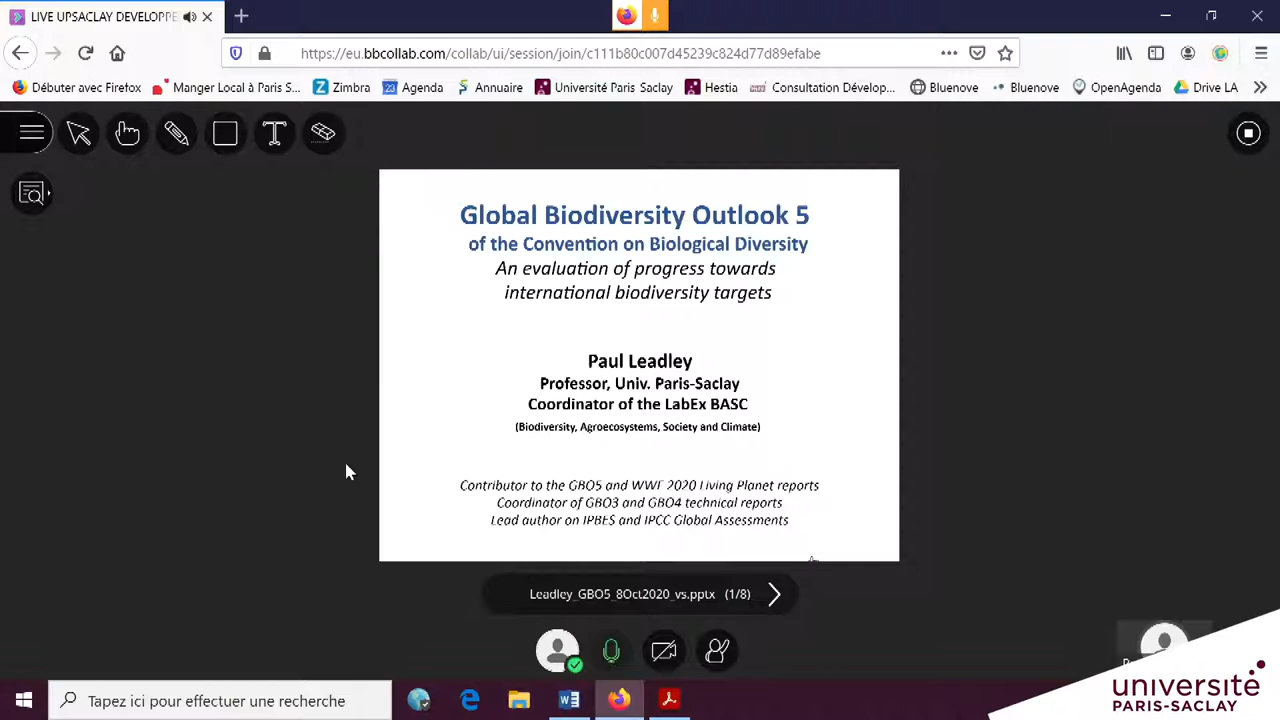 LIVE UPSACLAY DEVELOPPE
https://eu.bbcollab.com/collab/ui/session/join/c111b80c007d45239c824d77d89efabe
Débuter avec Firefox
Manger Local à Paris S...
Zimbra
Agenda
Annuaire
Université Paris Saclay
Hestia
Consultation Dévelop...
Bluenove
Bluenove
OpenAgenda
Drive LA
Global Biodiversity Outlook 5
of the Convention on Biological Diversity
An evaluation of progress towards
international biodiversity targets
Paul Leadley
Professor, Univ. Paris-Saclay
Coordinator of the LabEx BASC
(Biodiversity, Agroecosystems, Society and Climate)
Contributor to the GBO5 and WWF 2020 Living Planet reports
Coordinator of GBO3 and GBO4 technical reports
Lead author on IPBES and IPCC Global Assessments
Leadley_GBO5_8Oct2020_vs.pptx (1/8)
Tapez ici pour effectuer une recherche
université
PARIS-SACLAY